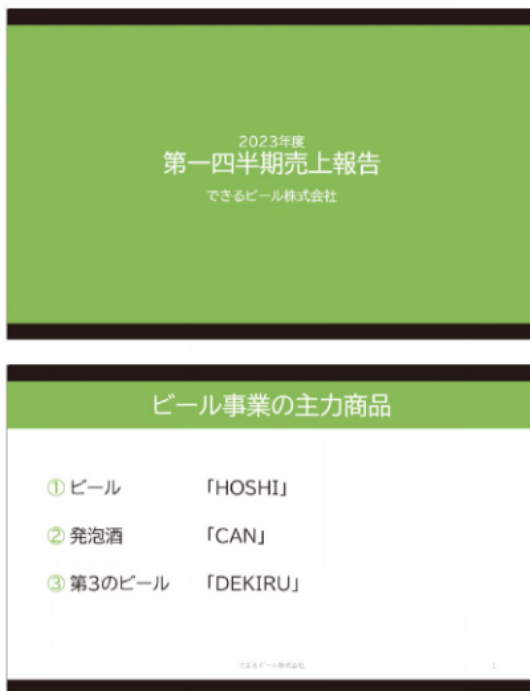 2023年度
第一四半期売上報告
できるビール株式会社
ビール事業の主力商品
① ビール 「HOSHI」
② 発泡酒 「CAN」
③ 第3のビール 「DEKIRU」
できるビール株式会社 1